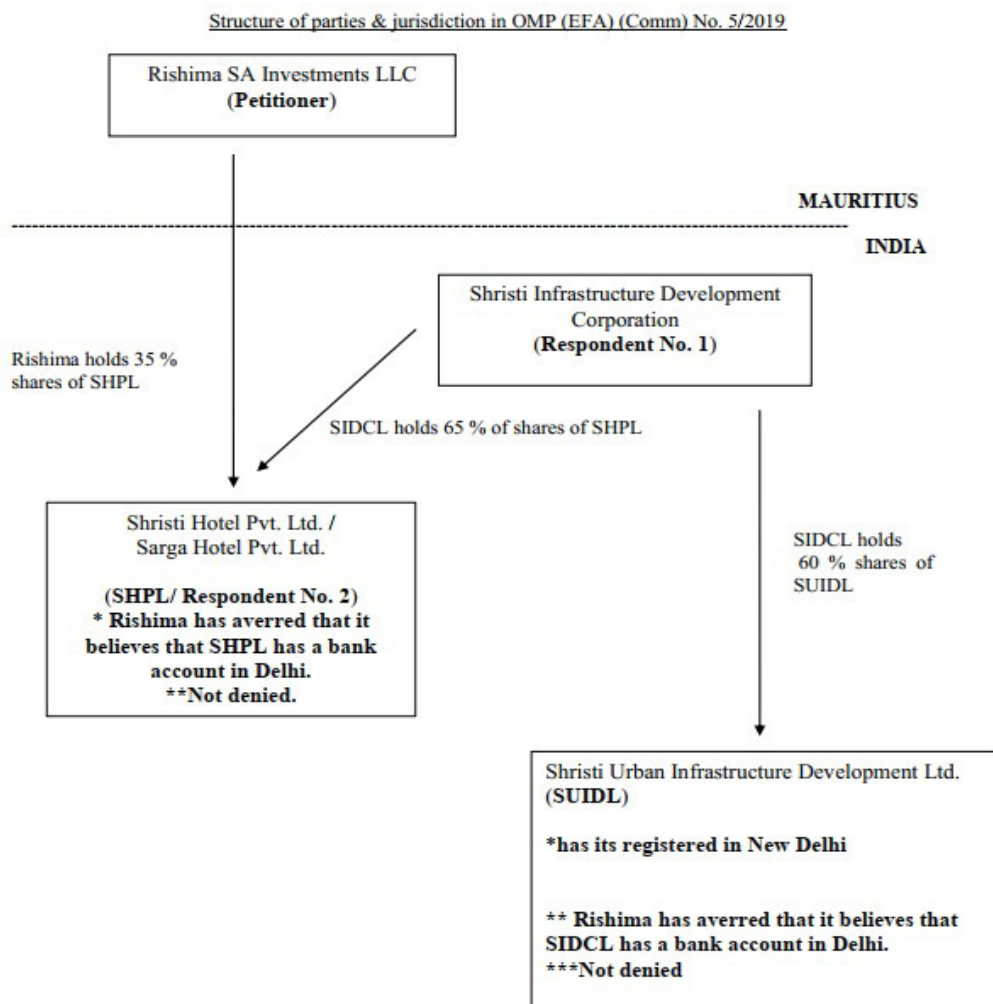 Structure of parties & jurisdiction in OMP (EFA) (Comm) No. 5/2019
Rishima SA Investments LLC
(Petitioner)
MAURITIUS
INDIA
Shristi Infrastructure Development
Corporation
(Respondent No. 1)
Rishima holds 35 %
shares of SHPL
SIDCL holds 65 % of shares of SHPL
Shristi Hotel Pvt. Ltd. /
Sarga Hotel Pvt. Ltd.
(SHPL/ Respondent No. 2)
* Rishima has averred that it
believes that SHPL has a bank
account in Delhi.
**Not denied.
SIDCL holds
60 % shares of
SUIDL
Shristi Urban Infrastructure Development Ltd.
(SUIDL)
*has its registered in New Delhi
** Rishima has averred that it believes that
SIDCL has a bank account in Delhi.
***Not denied